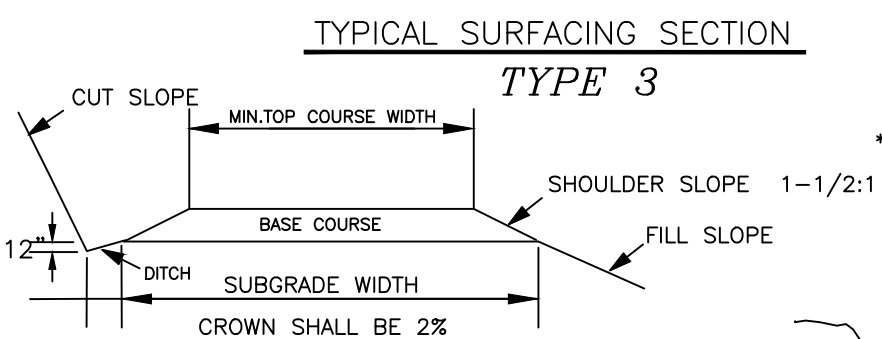 TYPICAL SURFACING SECTION
TYPE 3
CUT SLOPE
MIN.TOP COURSE WIDTH
*
SHOULDER SLOPE 1-1/2:1
BASE COURSE
FILL SLOPE
12"
DITCH
SUBGRADE WIDTH
CROWN SHALL BE 2%